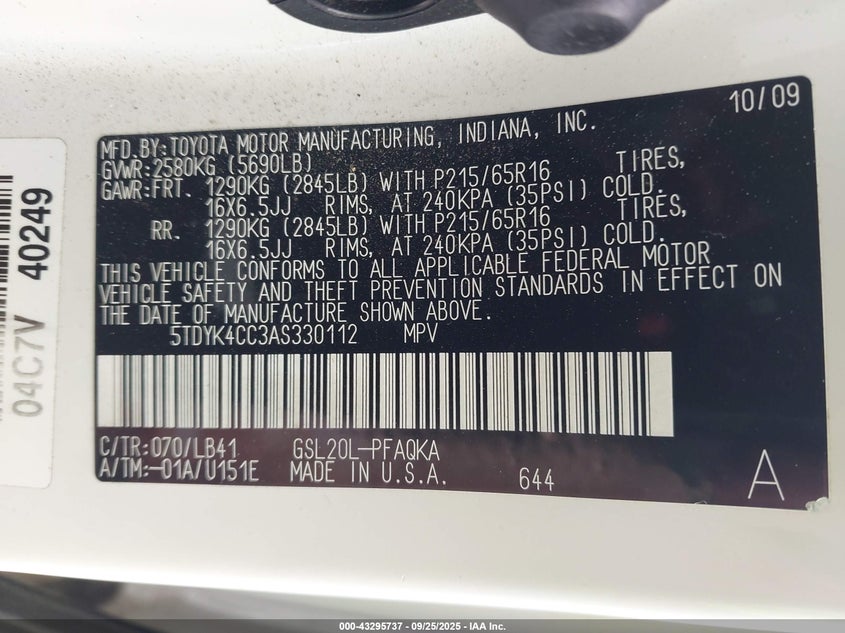 10/09
MFD.BY:TOYOTA MOTOR MANUFACTURING, INDIANA, INC.
GVWR:2580KG (5690LB)
GAWR:FRT. 1290KG (2845LB) WITH P215/65R16 TIRES,
16X6.5JJ RIMS, AT 240KPA (35PSI) COLD.
RR. 1290KG (2845LB) WITH P215/65R16 TIRES,
16X6.5JJ RIMS, AT 240KPA (35PSI) COLD.
THIS VEHICLE CONFORMS TO ALL APPLICABLE FEDERAL MOTOR
VEHICLE SAFETY AND THEFT PREVENTION STANDARDS IN EFFECT ON
THE DATE OF MANUFACTURE SHOWN ABOVE.
5TDYK4CC3AS330112 MPV
C/TR:070/LB41 GSL20L-PFAQKA
A/TM:-01A/U151E MADE IN U.S.A. 644
A
04C7V 40249
000-43295737 - 09/25/2025 - IAA Inc.